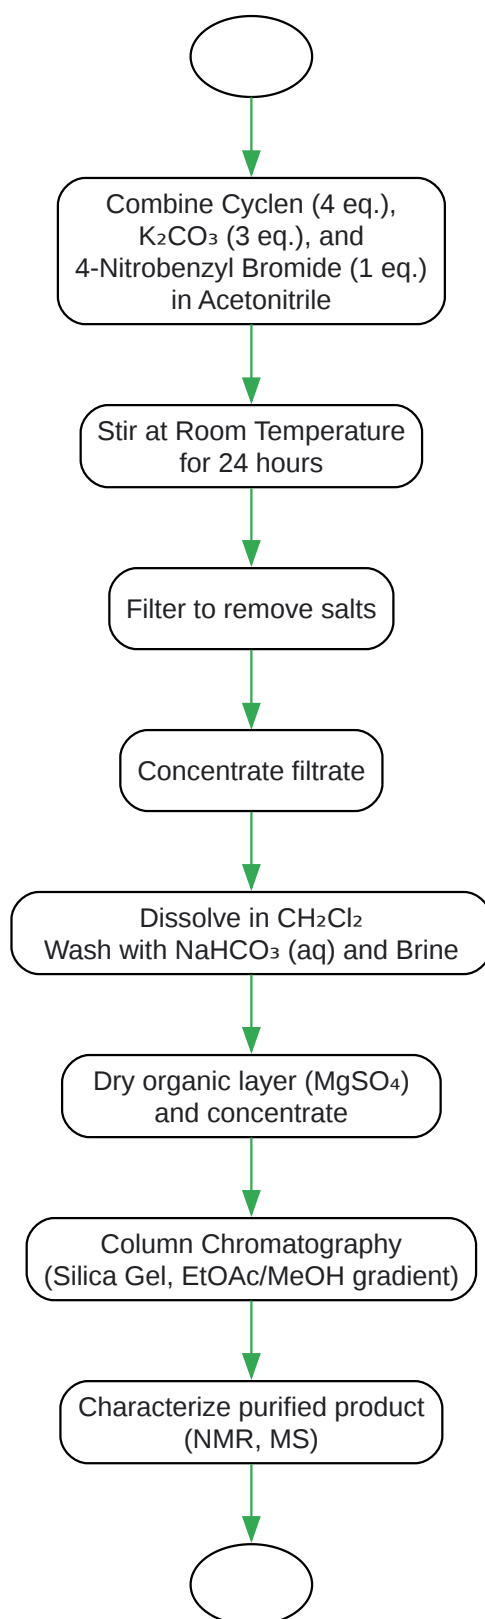 Combine Cyclen (4 eq.),
K₂CO₃ (3 eq.), and
4-Nitrobenzyl Bromide (1 eq.)
in Acetonitrile
Stir at Room Temperature
for 24 hours
Filter to remove salts
Concentrate filtrate
Dissolve in CH₂Cl₂
Wash with NaHCO₃ (aq) and Brine
Dry organic layer (MgSO₄)
and concentrate
Column Chromatography
(Silica Gel, EtOAc/MeOH gradient)
Characterize purified product
(NMR, MS)